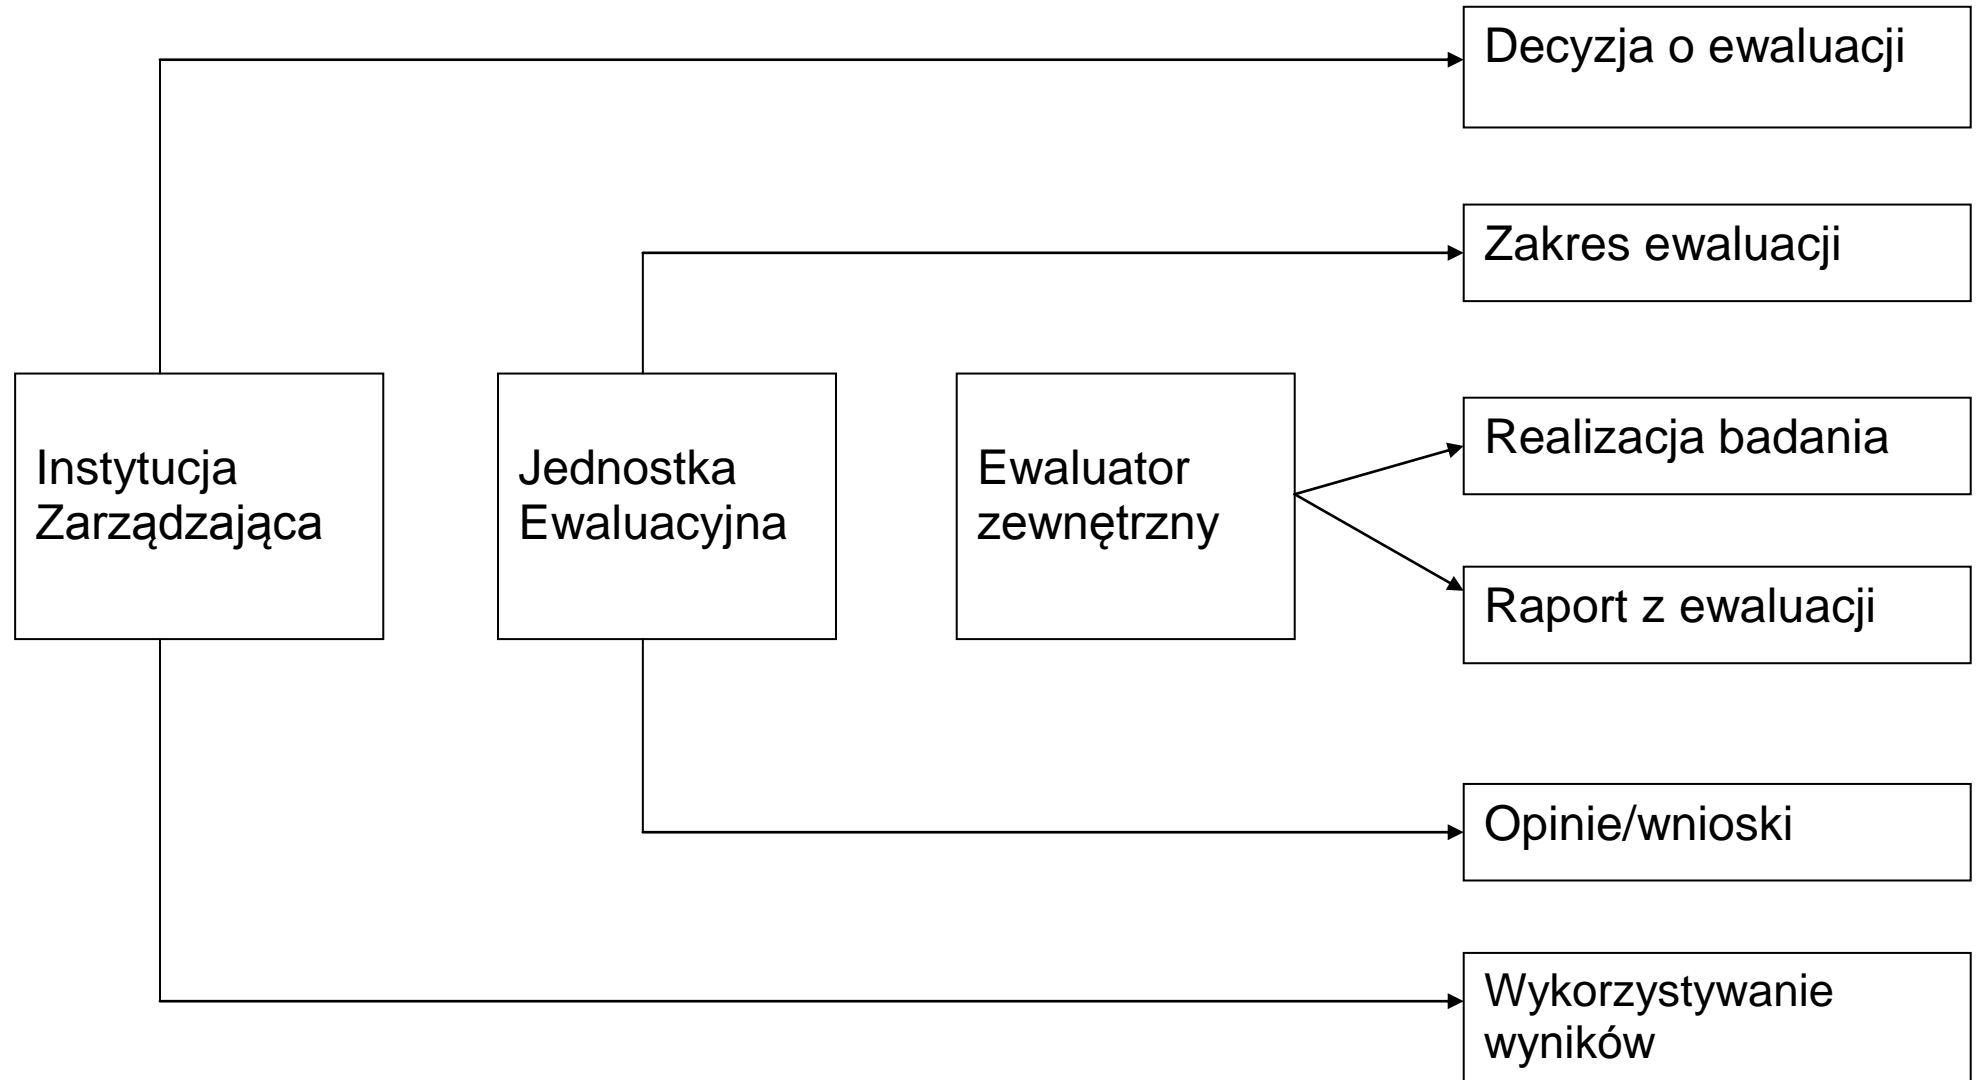 Decyzja o ewaluacji
Zakres ewaluacji
Instytucja
Zarządzająca
Jednostka
Ewaluacyjna
Ewaluator
zewnętrzny
Realizacja badania
Raport z ewaluacji
Opinie/wnioski
Wykorzystywanie
wyników